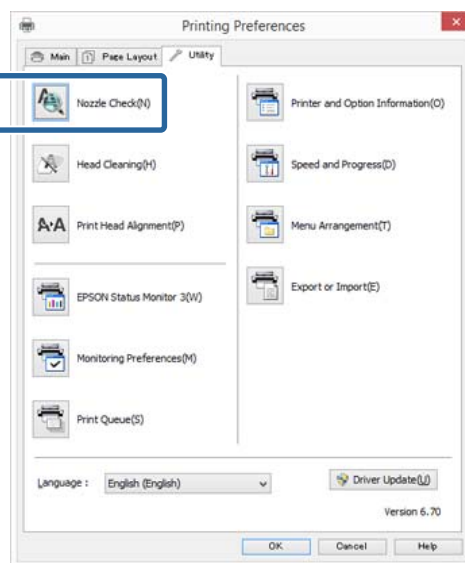 Printing Preferences
Main
Page Layout
Utility
Nozzle Check(N)
Printer and Option Information(O)
Head Cleaning(H)
Speed and Progress(D)
Print Head Alignment(P)
Menu Arrangement(T)
EPSON Status Monitor 3(W)
Export or Import(E)
Monitoring Preferences(M)
Print Queue(S)
Language :
English (English)
Driver Update(U)
Version 6.70
OK
Cancel
Help